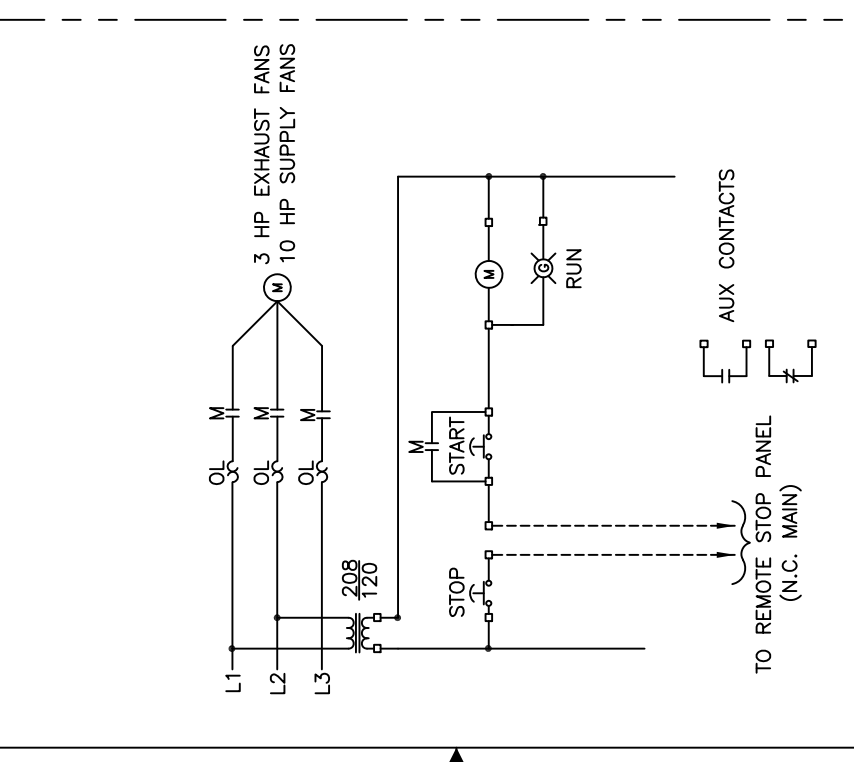 3 HP EXHAUST FANS
10 HP SUPPLY FANS
M
M
M
M
OL
OL
OL
L1
L2
L3
208
120
M
START
STOP
M
G
RUN
AUX CONTACTS
TO REMOTE STOP PANEL
(N.C. MAIN)